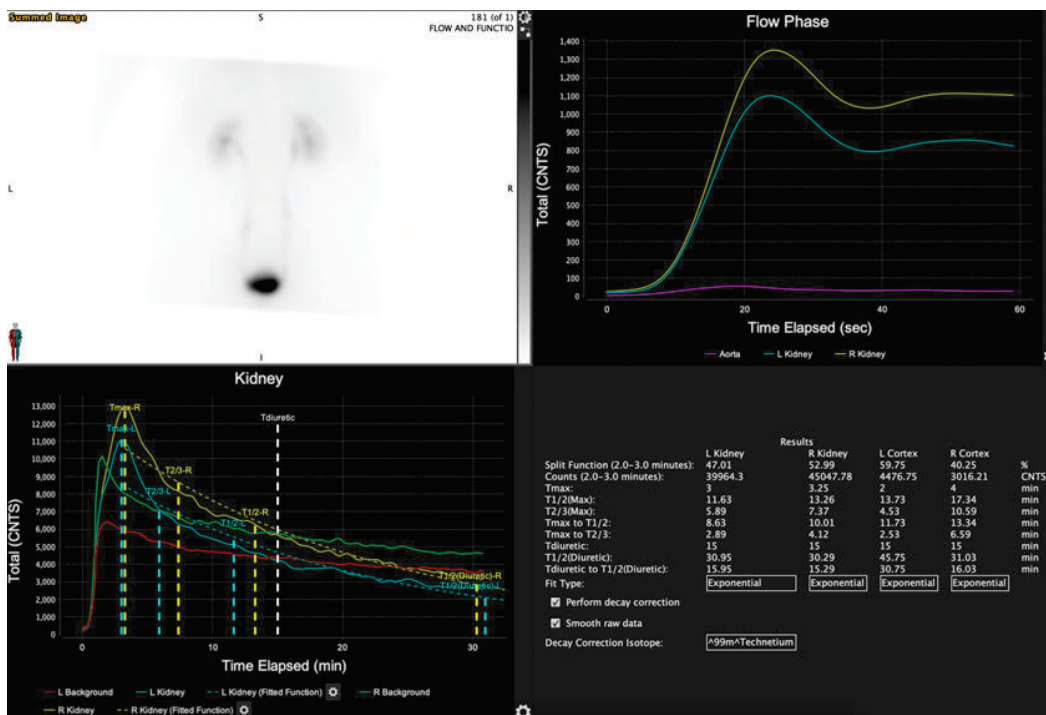 Summed Image
S
181 (of 1)
FLOW AND FUNCTIO
L
R
I
Flow Phase
1,400
1,300
1,200
1,100
1,000
900
800
700
600
500
400
300
200
100
0
Total (CNTS)
0
20
40
60
Time Elapsed (sec)
Aorta
L Kidney
R Kidney
Kidney
13,000
12,000
11,000
10,000
9,000
8,000
7,000
6,000
5,000
4,000
3,000
2,000
1,000
0
Total (CNTS)
Tmax-R
Tmax-L
Tdiuretic
T2/3-R
T2/3-L
T1/2-R
T1/2-L
T1/2(Diuretic)-R
T1/2(Diuretic)-L
0
10
20
30
Time Elapsed (min)
L Background
L Kidney
L Kidney (Fitted Function)
R Background
R Kidney
R Kidney (Fitted Function)
Results
L Kidney R Kidney L Cortex R Cortex
Split Function (2.0-3.0 minutes): 47.01 52.99 59.75 40.25 %
Counts (2.0-3.0 minutes): 39964.3 45047.78 4476.75 3016.21 CNTS
Tmax: 3 3.25 2 4 min
T1/2(Max): 11.63 13.26 13.73 17.34 min
T2/3(Max): 5.89 7.37 4.53 10.59 min
Tmax to T1/2: 8.63 10.01 11.73 13.34 min
Tmax to T2/3: 2.89 4.12 2.53 6.59 min
Tdiuretic: 15 15 15 15 min
T1/2(Diuretic): 30.95 30.29 45.75 31.03 min
Tdiuretic to T1/2(Diuretic): 15.95 15.29 30.75 16.03 min
Fit Type: Exponential Exponential Exponential Exponential
Perform decay correction
Smooth raw data
Decay Correction Isotope: ^99m^Technetium